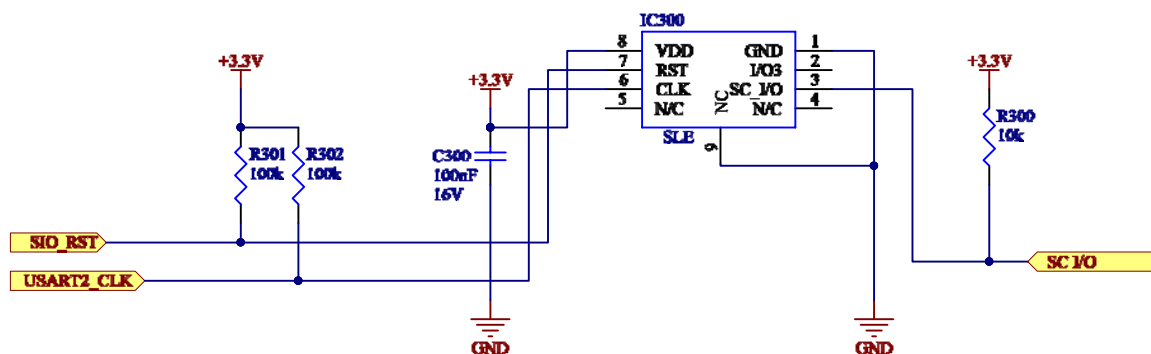 IC300
+3.3V
+3.3V
+3.3V
8 VDD GND 1
7 RST I/O3 2
6 CLK SC_I/O 3
5 N/C N/C 4
NC
9
SLE
R301
100k
R302
100k
C300
100nF
16V
R300
10k
SIO_RST
USART2_CLK
SC I/O
GND
GND